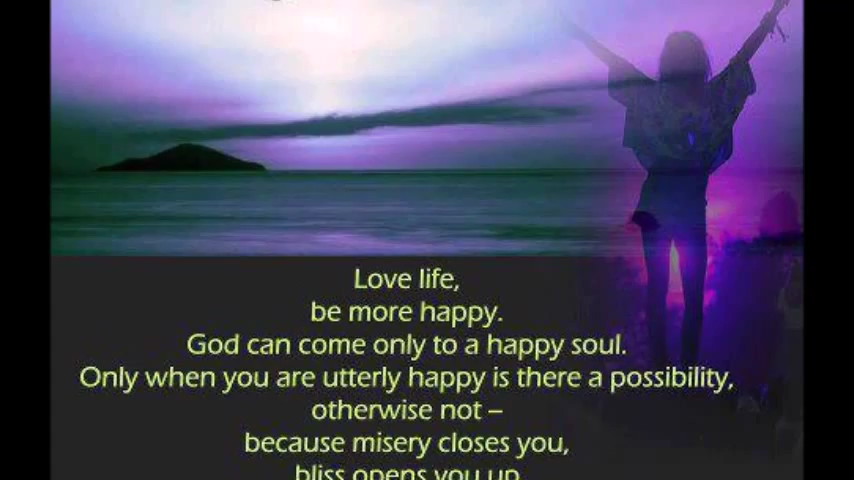 Love life,
be more happy.
God can come only to a happy soul.
Only when you are utterly happy is there a possibility,
otherwise not –
because misery closes you,
bliss opens you up